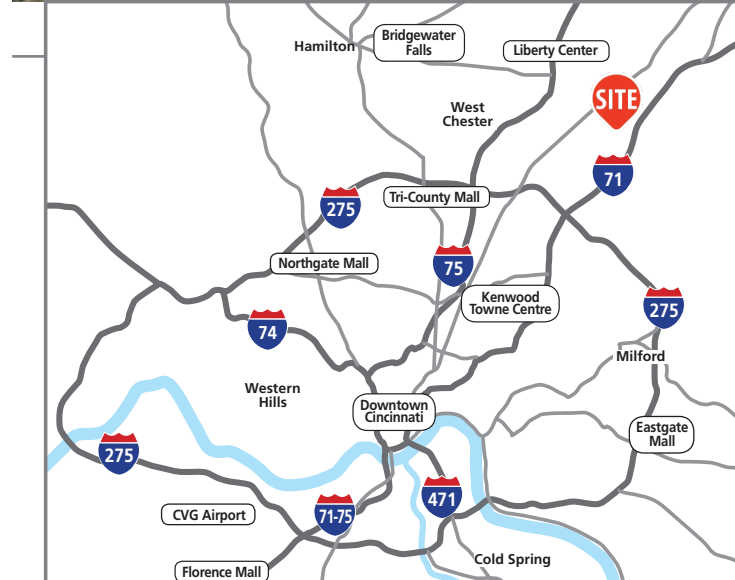 Bridgewater
Falls
Hamilton
Liberty Center
SITE
West
Chester
71
Tri-County Mall
275
Northgate Mall
75
Kenwood
Towne Centre
275
74
Milford
Western
Hills
Downtown
Cincinnati
Eastgate
Mall
275
471
CVG Airport
71-75
Cold Spring
Florence Mall